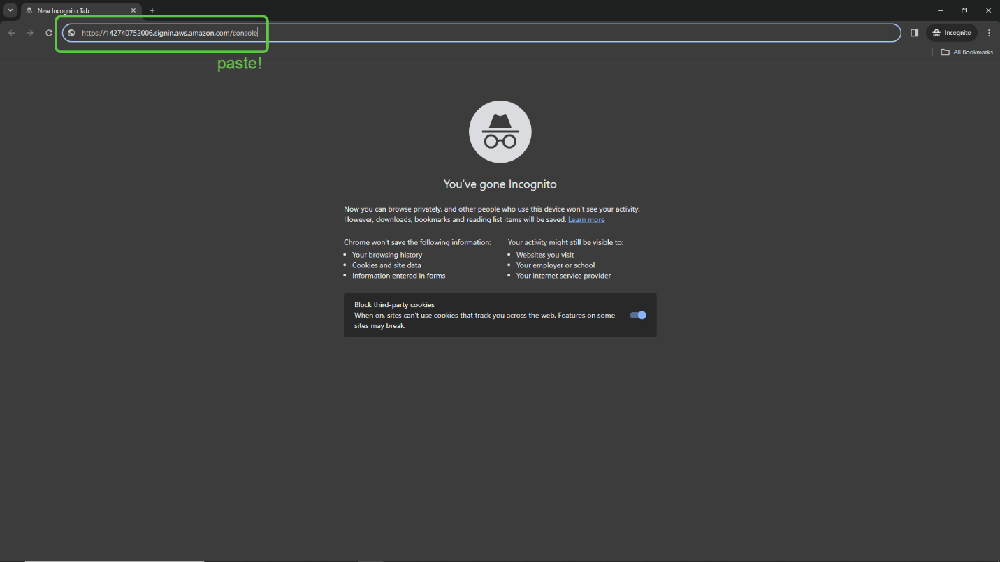 New Incognito Tab
https://142740752006.signin.aws.amazon.com/console
Incognito
All Bookmarks
paste!
You've gone Incognito
Now you can browse privately, and other people who use this device won't see your activity.
However, downloads, bookmarks and reading list items will be saved. Learn more
Chrome won't save the following information:
• Your browsing history
• Cookies and site data
• Information entered in forms
Your activity might still be visible to:
• Websites you visit
• Your employer or school
• Your internet service provider
Block third-party cookies
When on, sites can't use cookies that track you across the web. Features on some
sites may break.